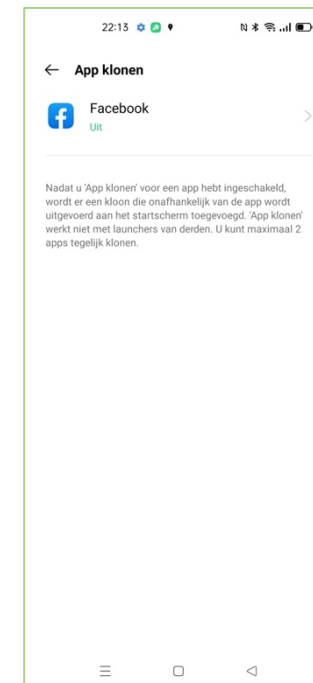 22:13
App klonen
Facebook
Uit
Nadat u 'App klonen' voor een app hebt ingeschakeld,
wordt er een kloon die onafhankelijk van de app wordt
uitgevoerd aan het startscherm toegevoegd. 'App klonen'
werkt niet met launchers van derden. U kunt maximaal 2
apps tegelijk klonen.